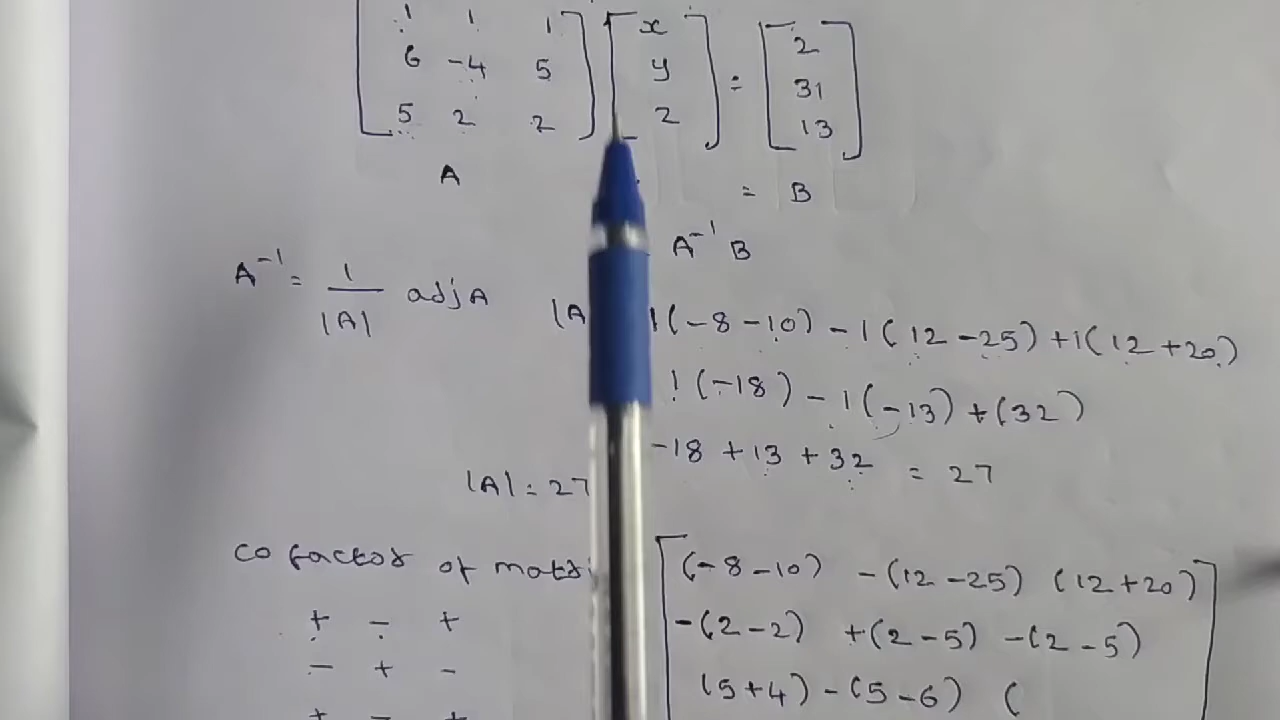 [1 1 1 [x = [2
6 -4 5 y 31
5 2 2] z] 13]
A = B
A⁻¹ B
A⁻¹ = 1/|A| adj A |A 1(-8-10) -1(12-25) +1(12+20)
1(-18) -1(-13) +(32)
-18 +13 +32 = 27
|A| = 27
co factor of [(-8-10) -(12-25) (12+20)]
+ - + -(2-2) +(2-5) -(2-5)
- + - (5+4) -(5-6) (
+ - +